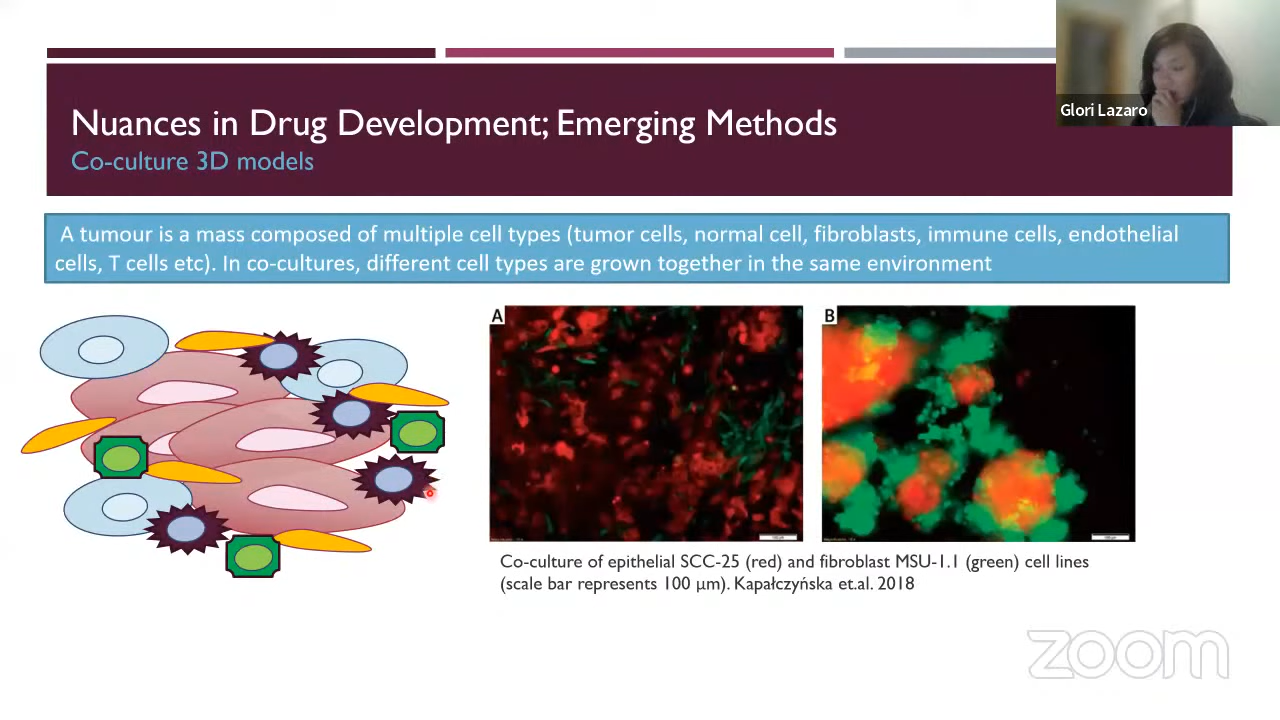 Nuances in Drug Development; Emerging Methods
Co-culture 3D models
Glori Lazaro
A tumour is a mass composed of multiple cell types (tumor cells, normal cell, fibroblasts, immune cells, endothelial
cells, T cells etc). In co-cultures, different cell types are grown together in the same environment
A
B
Co-culture of epithelial SCC-25 (red) and fibroblast MSU-1.1 (green) cell lines
(scale bar represents 100 μm). Kapałczyńska et.al. 2018
zoom